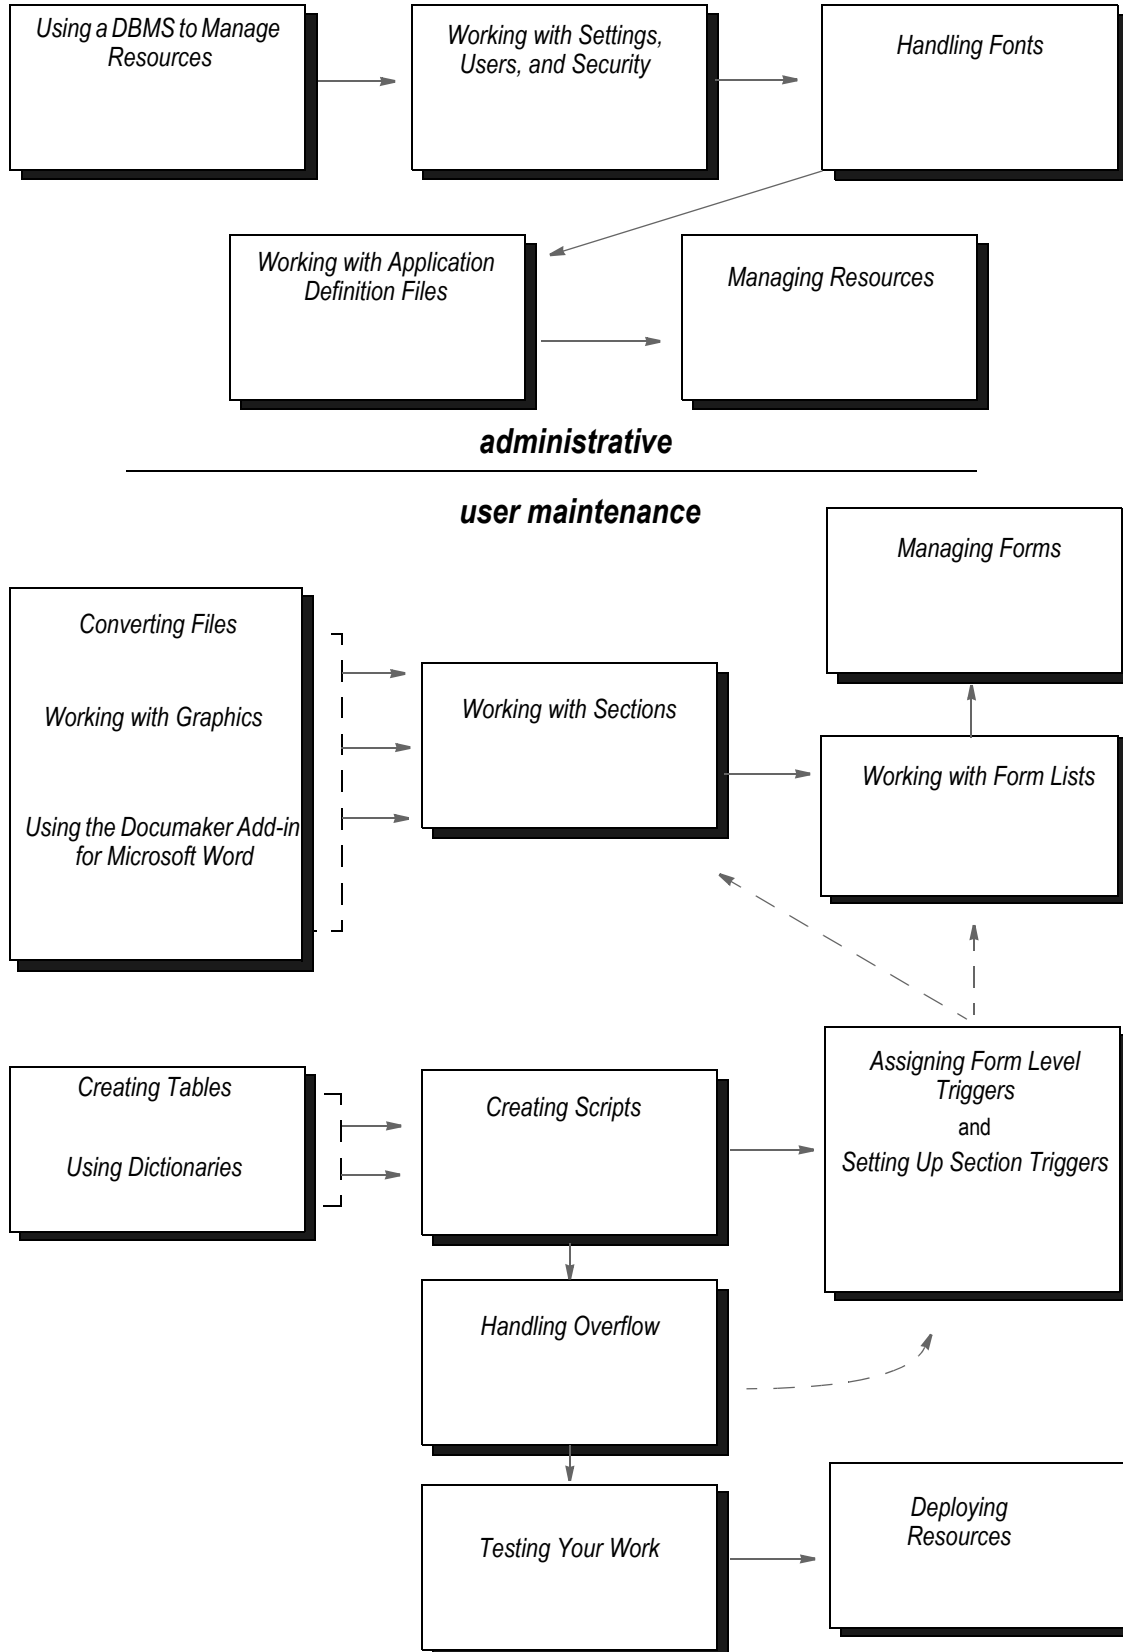 Using a DBMS to Manage
Resources
Working with Settings,
Users, and Security
Handling Fonts
Working with Application
Definition Files
Managing Resources
administrative
user maintenance
Managing Forms
Converting Files
Working with Graphics
Using the Documaker Add-in
for Microsoft Word
Working with Sections
Working with Form Lists
Creating Tables
Using Dictionaries
Creating Scripts
Assigning Form Level
Triggers
and
Setting Up Section Triggers
Handling Overflow
Testing Your Work
Deploying
Resources